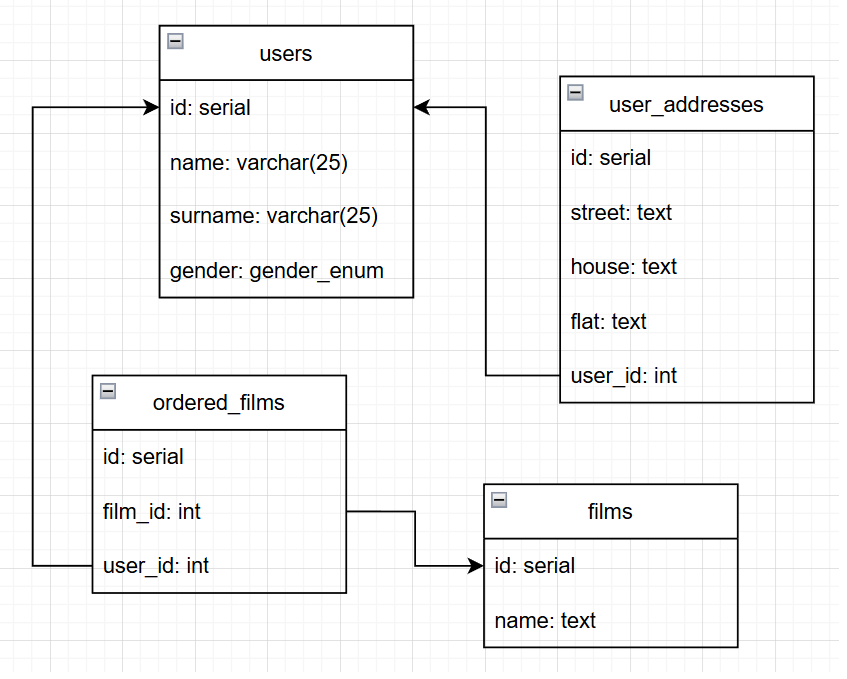 users
id: serial
name: varchar(25)
surname: varchar(25)
gender: gender_enum
user_addresses
id: serial
street: text
house: text
flat: text
user_id: int
ordered_films
id: serial
film_id: int
user_id: int
films
id: serial
name: text